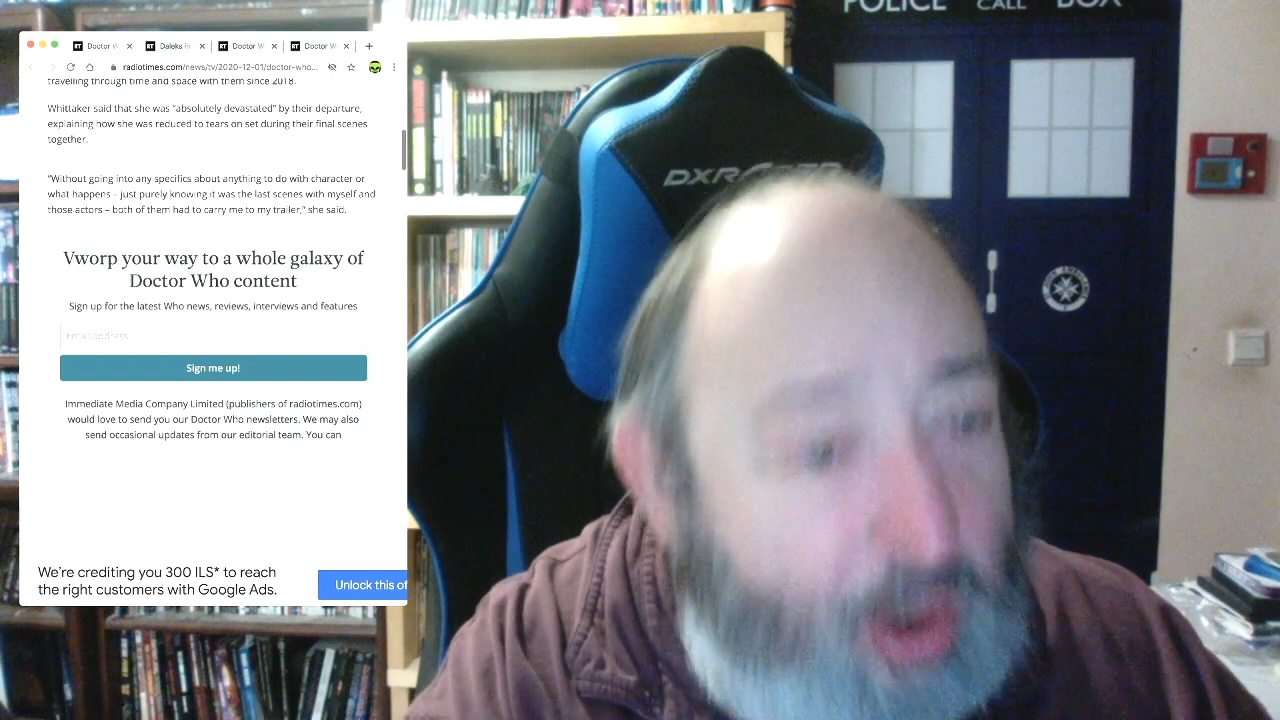 POLICE CALL BOX
Doctor W
Daleks in
Doctor W
Doctor W
radiotimes.com/news/tv/2020-12-01/doctor-who...
travelling through time and space with them since 2018.
Whittaker said that she was “absolutely devastated” by their departure,
explaining how she was reduced to tears on set during their final scenes
together.
“Without going into any specifics about anything to do with character or
what happens – just purely knowing it was the last scenes with myself and
those actors – both of them had to carry me to my trailer,” she said.
Vworp your way to a whole galaxy of
Doctor Who content
Sign up for the latest Who news, reviews, interviews and features
Email address
Sign me up!
Immediate Media Company Limited (publishers of radiotimes.com)
would love to send you our Doctor Who newsletters. We may also
send occasional updates from our editorial team. You can
We’re crediting you 300 ILS* to reach
the right customers with Google Ads.
Unlock this of